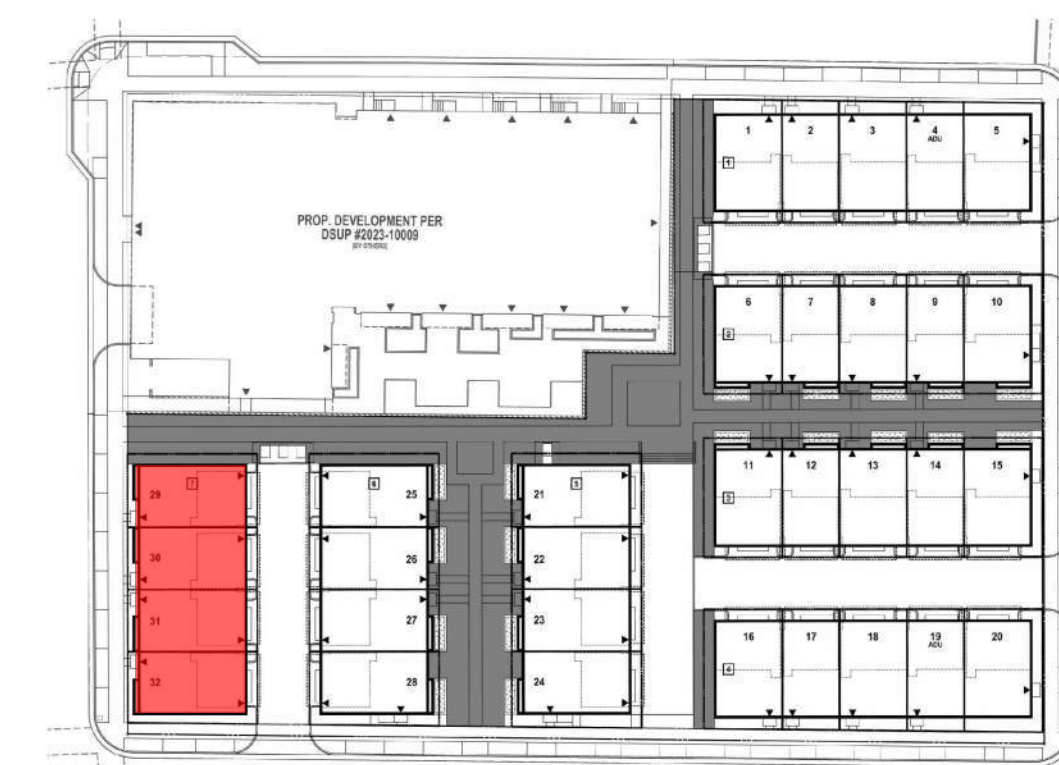 PROP. DEVELOPMENT PER
DSUP #2023-10009
[BY OTHERS]
1 2 3 4 5
ADU
1
6 7 8 9 10
2
11 12 13 14 15
3
16 17 18 19 20
ADU
4
29 7 6 25 21 5
30 26 22
31 27 23
32 28 24